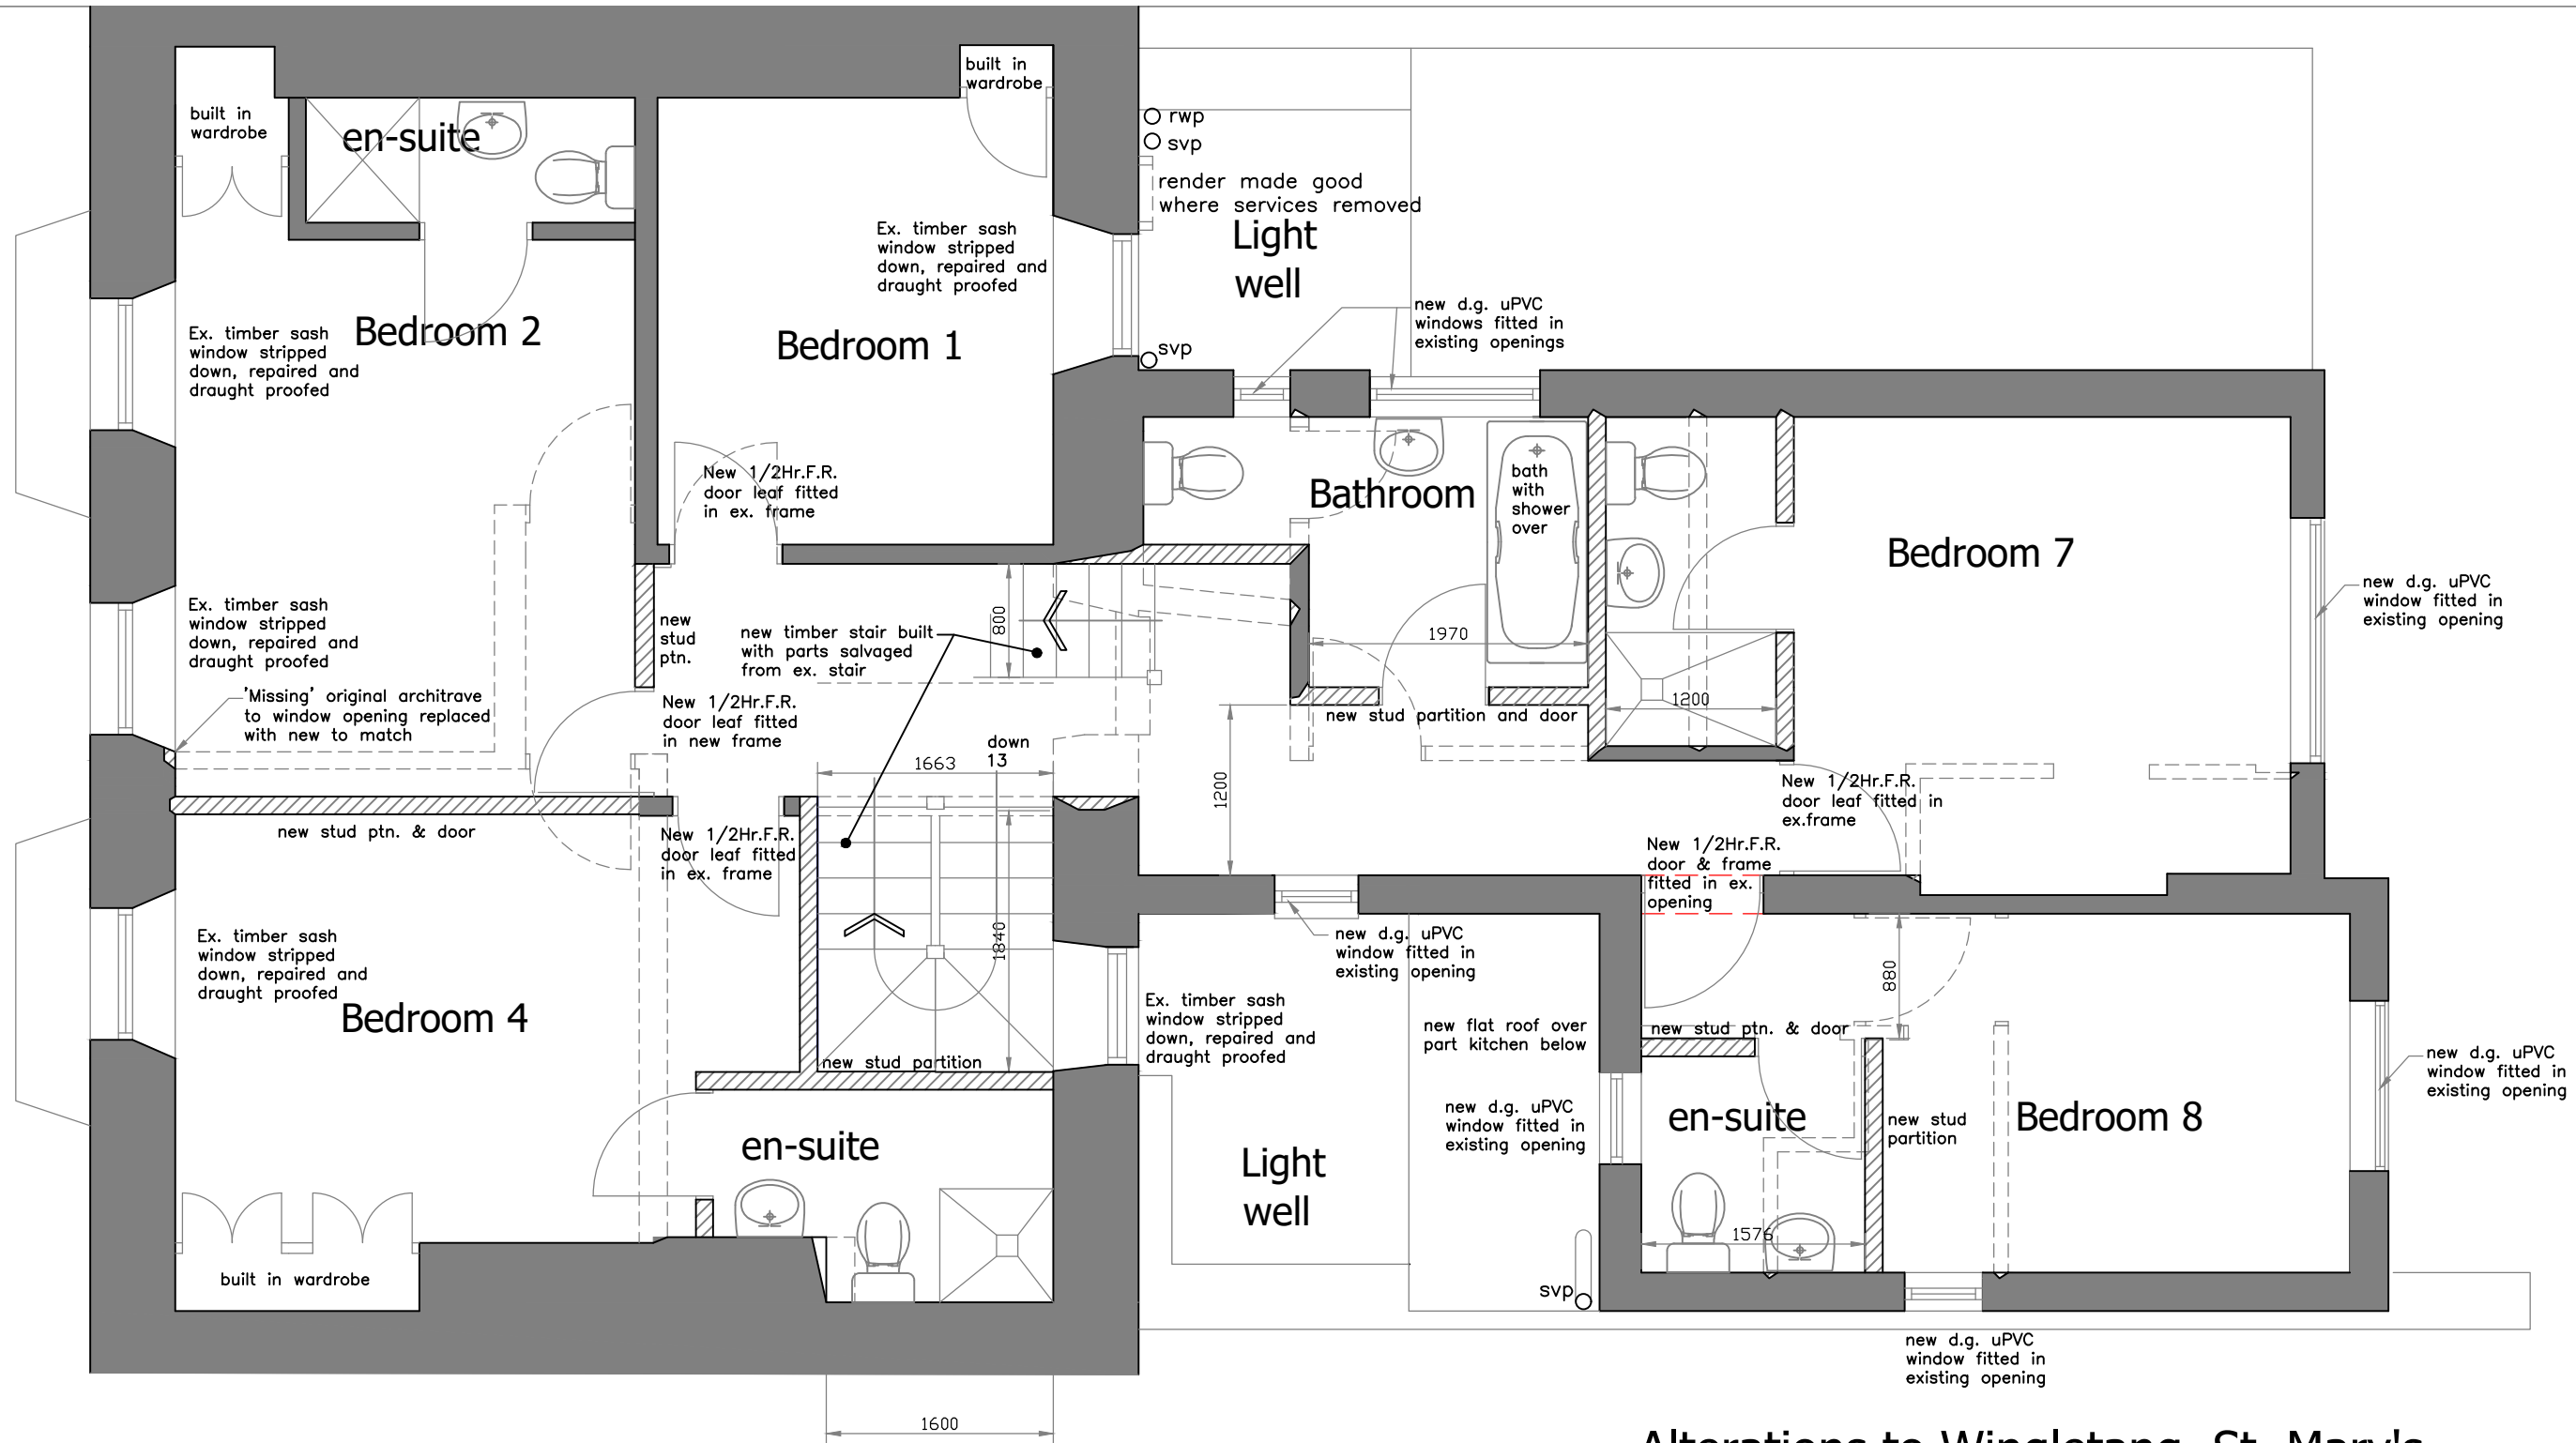 built in
wardrobe
en-suite
built in
wardrobe
rwp
svp
render made good
where services removed
Light
well
Ex. timber sash
window stripped
down, repaired and
draught proofed
Bedroom 2
Ex. timber sash
window stripped
down, repaired and
draught proofed
Bedroom 1
svp
new d.g. uPVC
windows fitted in
existing openings
New 1/2Hr.F.R.
door leaf fitted
in ex. frame
Bathroom
bath
with
shower
over
Bedroom 7
new d.g. uPVC
window fitted in
existing opening
Ex. timber sash
window stripped
down, repaired and
draught proofed
new
stud
ptn.
new timber stair built
with parts salvaged
from ex. stair
800
1970
1200
'Missing' original architrave
to window opening replaced
with new to match
New 1/2Hr.F.R.
door leaf fitted
in new frame
new stud partition and door
down
13
1663
1200
New 1/2Hr.F.R.
door leaf fitted in
ex.frame
new stud ptn. & door
New 1/2Hr.F.R.
door leaf fitted
in ex. frame
New 1/2Hr.F.R.
door & frame
fitted in ex.
opening
Ex. timber sash
window stripped
down, repaired and
draught proofed
Bedroom 4
1840
new d.g. uPVC
window fitted in
existing opening
880
Ex. timber sash
window stripped
down, repaired and
draught proofed
new flat roof over
part kitchen below
new stud ptn. & door
new stud partition
new d.g. uPVC
window fitted in
existing opening
new d.g. uPVC
window fitted in
existing opening
en-suite
new stud
partition
Bedroom 8
en-suite
Light
well
1576
built in wardrobe
svp
new d.g. uPVC
window fitted in
existing opening
1600
Alterations to Wingletang, St. Mary's